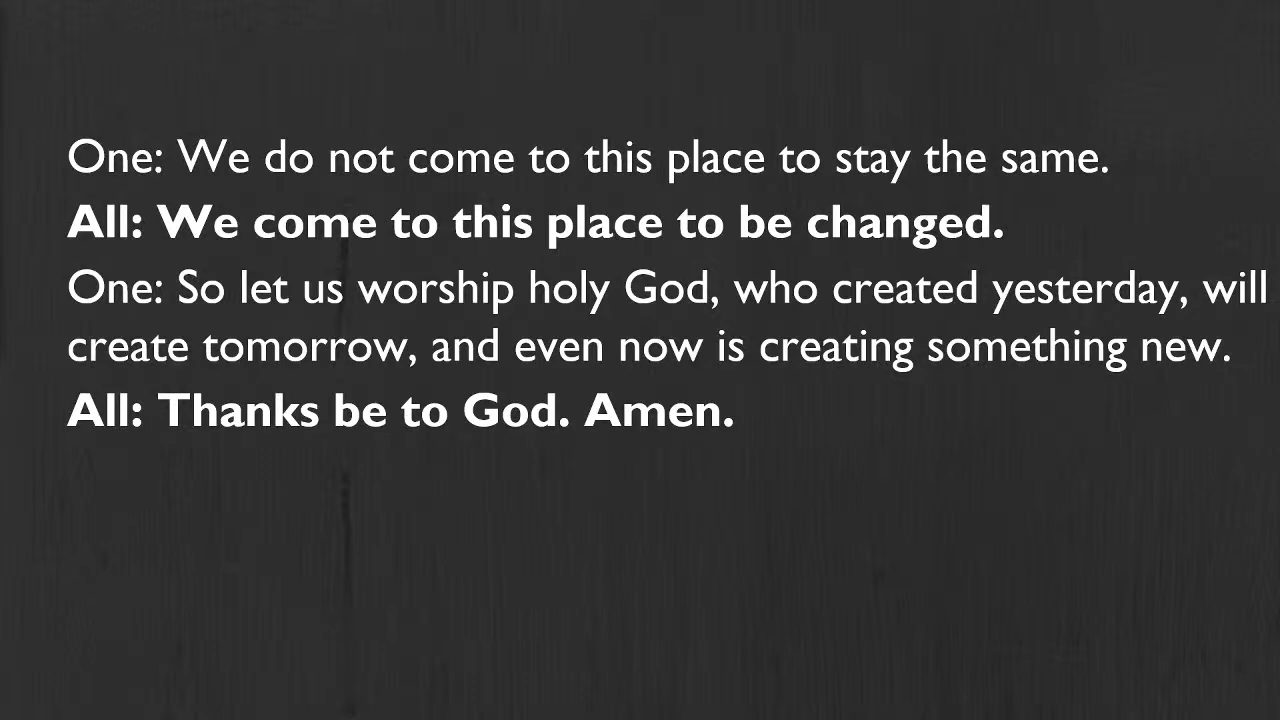 One: We do not come to this place to stay the same.
All: We come to this place to be changed.
One: So let us worship holy God, who created yesterday, will
create tomorrow, and even now is creating something new.
All: Thanks be to God. Amen.